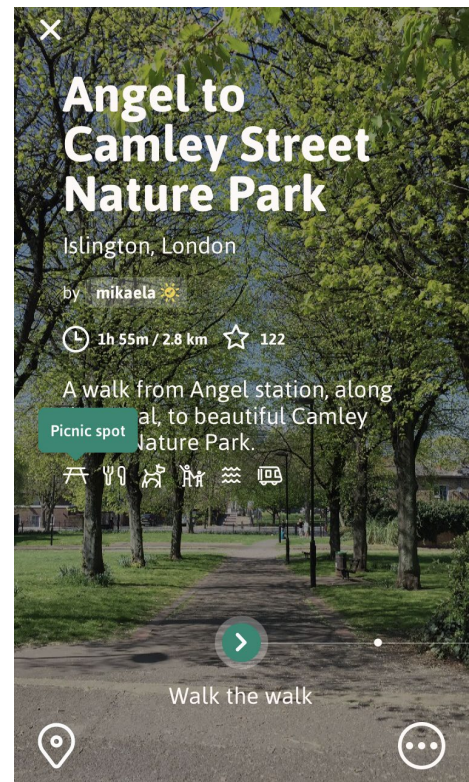 Angel to
Camley Street
Nature Park
Islington, London
by mikaela
1h 55m / 2.8 km 122
A walk from Angel station, along
to beautiful Camley
Nature Park.
Picnic spot
Walk the walk